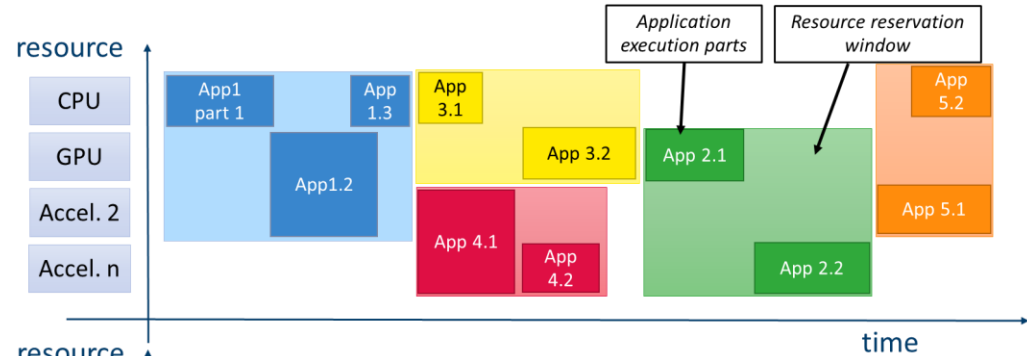 Application
execution parts
Resource reservation
window
resource
CPU
App1
part 1
App
1.3
App
3.1
App
5.2
GPU
App1.2
App 3.2
App 2.1
Accel. 2
App 5.1
App 4.1
Accel. n
App
4.2
App 2.2
time
resource